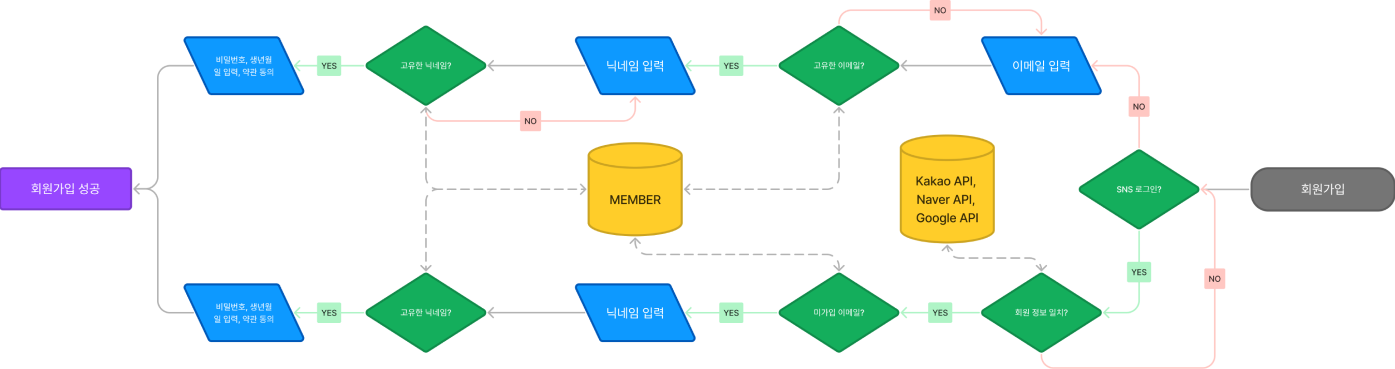 NO
비밀번호, 생년월
일 입력, 약관 동의
YES
고유한 닉네임?
닉네임 입력
YES
고유한 이메일?
이메일 입력
NO
NO
회원가입 성공
MEMBER
Kakao API,
Naver API,
Google API
SNS 로그인?
회원가입
YES
NO
비밀번호, 생년월
일 입력, 약관 동의
YES
고유한 닉네임?
닉네임 입력
YES
미가입 이메일?
YES
회원 정보 일치?